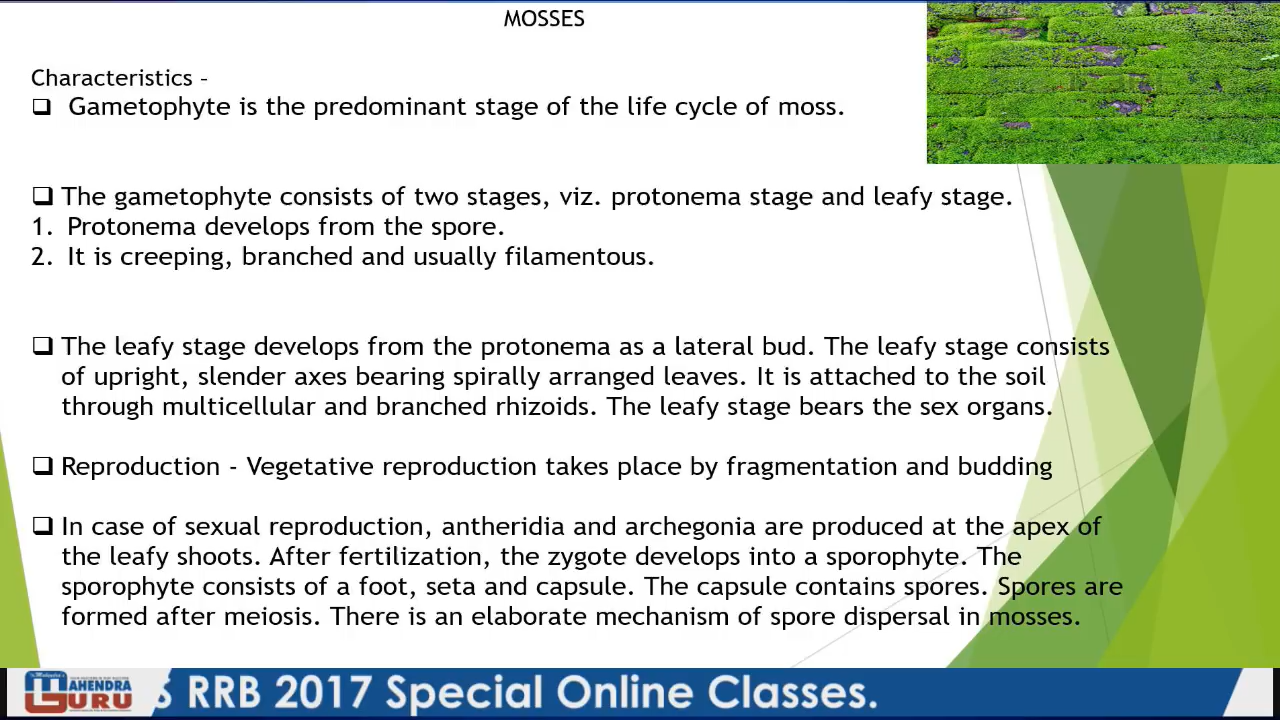 MOSSES
Characteristics –
❑ Gametophyte is the predominant stage of the life cycle of moss.
❑ The gametophyte consists of two stages, viz. protonema stage and leafy stage.
1. Protonema develops from the spore.
2. It is creeping, branched and usually filamentous.
❑ The leafy stage develops from the protonema as a lateral bud. The leafy stage consists
of upright, slender axes bearing spirally arranged leaves. It is attached to the soil
through multicellular and branched rhizoids. The leafy stage bears the sex organs.
❑ Reproduction - Vegetative reproduction takes place by fragmentation and budding
❑ In case of sexual reproduction, antheridia and archegonia are produced at the apex of
the leafy shoots. After fertilization, the zygote develops into a sporophyte. The
sporophyte consists of a foot, seta and capsule. The capsule contains spores. Spores are
formed after meiosis. There is an elaborate mechanism of spore dispersal in mosses.
MAHENDRA
GURU
S RRB 2017 Special Online Classes.